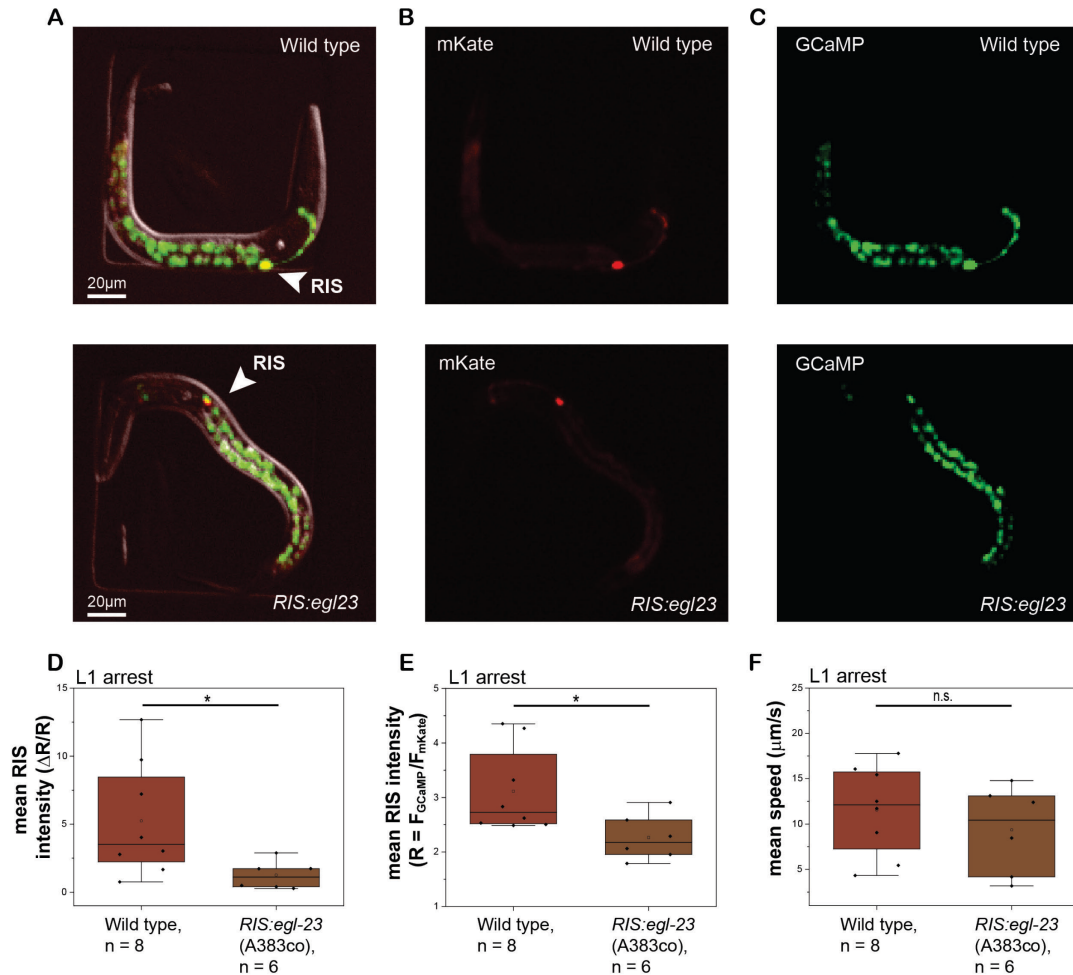 A
B
C
Wild type
mKate
Wild type
GCaMP
Wild type
RIS
20μm
RIS
mKate
GCaMP
20μm
RIS:egl23
RIS:egl23
RIS:egl23
D
L1 arrest
mean RIS
intensity (ΔR/R)
15
10
5
0
*
Wild type,
n = 8
RIS:egl-23
(A383co),
n = 6
E
L1 arrest
mean RIS intensity
(R = FGCaMP/FmKate)
5
4
3
2
1
*
Wild type,
n = 8
RIS:egl-23
(A383co),
n = 6
F
L1 arrest
mean speed (μm/s)
25
20
15
10
5
n.s.
Wild type,
n = 8
RIS:egl-23
(A383co),
n = 6